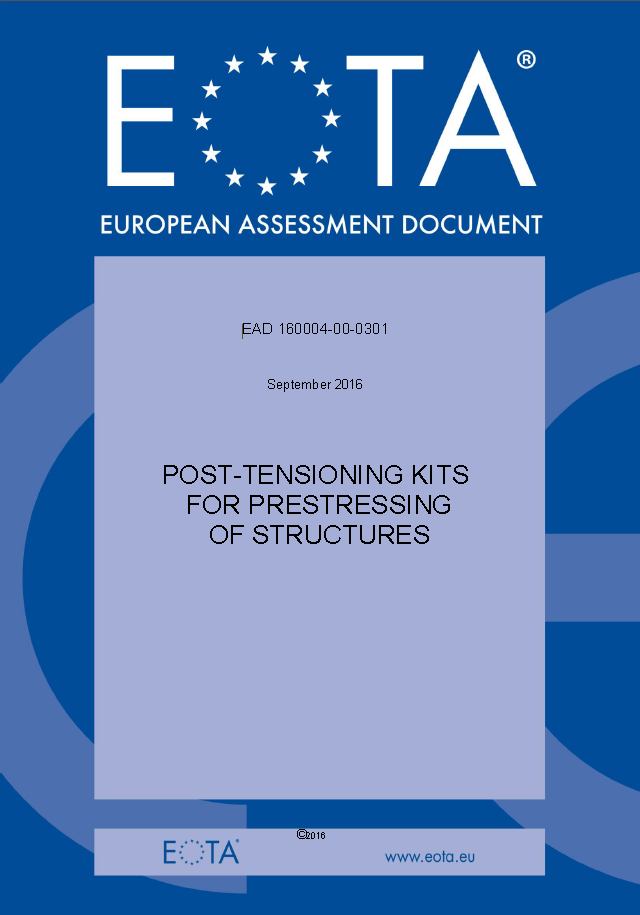 EOTA®
EUROPEAN ASSESSMENT DOCUMENT
EAD 160004-00-0301
September 2016
POST-TENSIONING KITS
FOR PRESTRESSING
OF STRUCTURES
©2016
EOTA® www.eota.eu